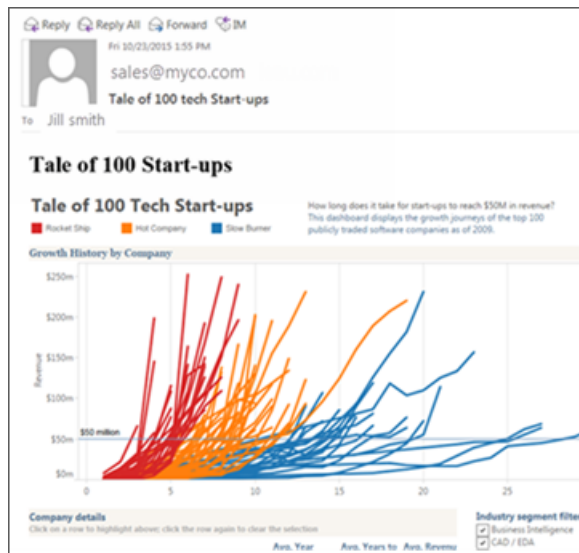 Reply Reply All Forward IM
Fri 10/23/2015 1:55 PM
sales@myco.com
Tale of 100 tech Start-ups
To Jill smith
Tale of 100 Start-ups
Tale of 100 Tech Start-ups
How long does it take for start-ups to reach $50M in revenue?
This dashboard displays the growth journeys of the top 100
publicly traded software companies as of 2009.
Rocket Ship Hot Company Slow Burner
Growth History by Company
$250m
$200m
$150m
$100m
$50m
$0m
Revenue
$50 million
0 5 10 15 20 25
Company details
Click on a row to highlight above; click the row again to clear the selection
Avg. Year Avg. Years to Avg. Revenu
Industry segment filter
Business Intelligence
CAD / EDA